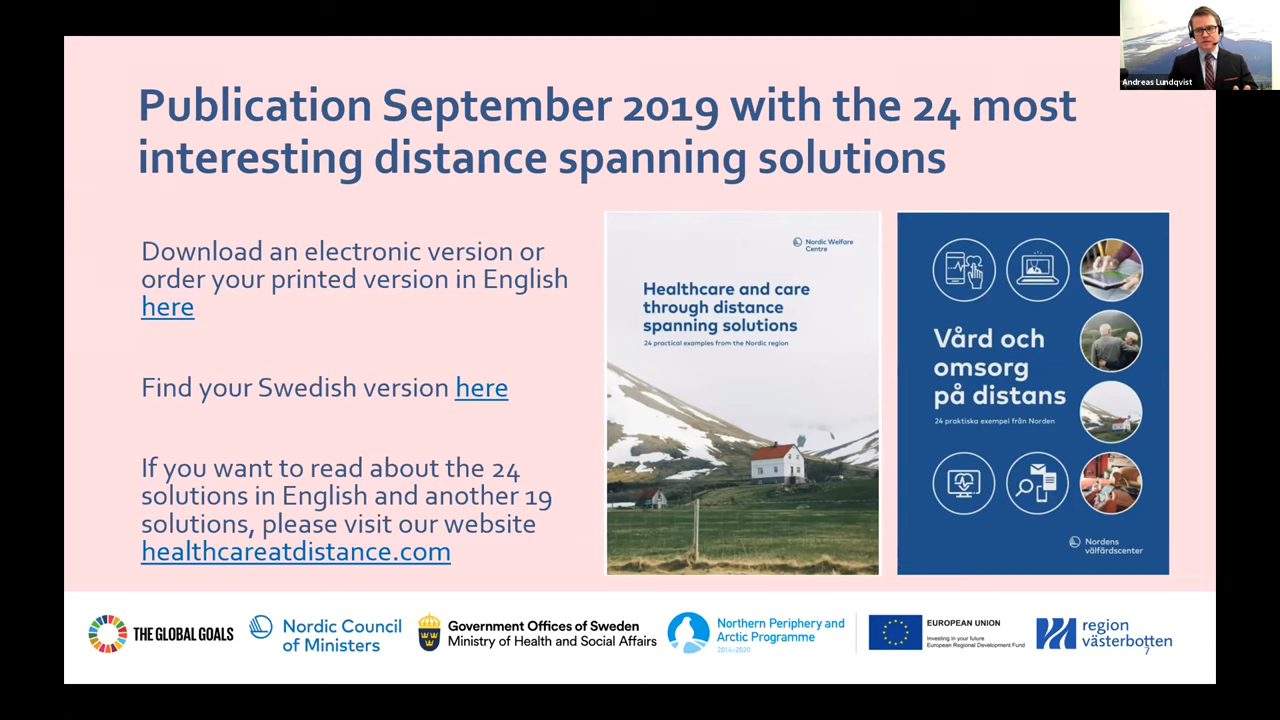 Andreas Lundqvist
Publication September 2019 with the 24 most
interesting distance spanning solutions
Download an electronic version or
order your printed version in English
here
Find your Swedish version here
If you want to read about the 24
solutions in English and another 19
solutions, please visit our website
healthcareatdistance.com
Nordic Welfare
Centre
Healthcare and care
through distance
spanning solutions
24 practical examples from the Nordic region
Vård och
omsorg
på distans
24 praktiska exempel från Norden
Nordens
välfärdscenter
THE GLOBAL GOALS
Nordic Council
of Ministers
Government Offices of Sweden
Ministry of Health and Social Affairs
Northern Periphery and
Arctic Programme
2014–2020
EUROPEAN UNION
Investing in your future
European Regional Development Fund
region
västerbotten
7